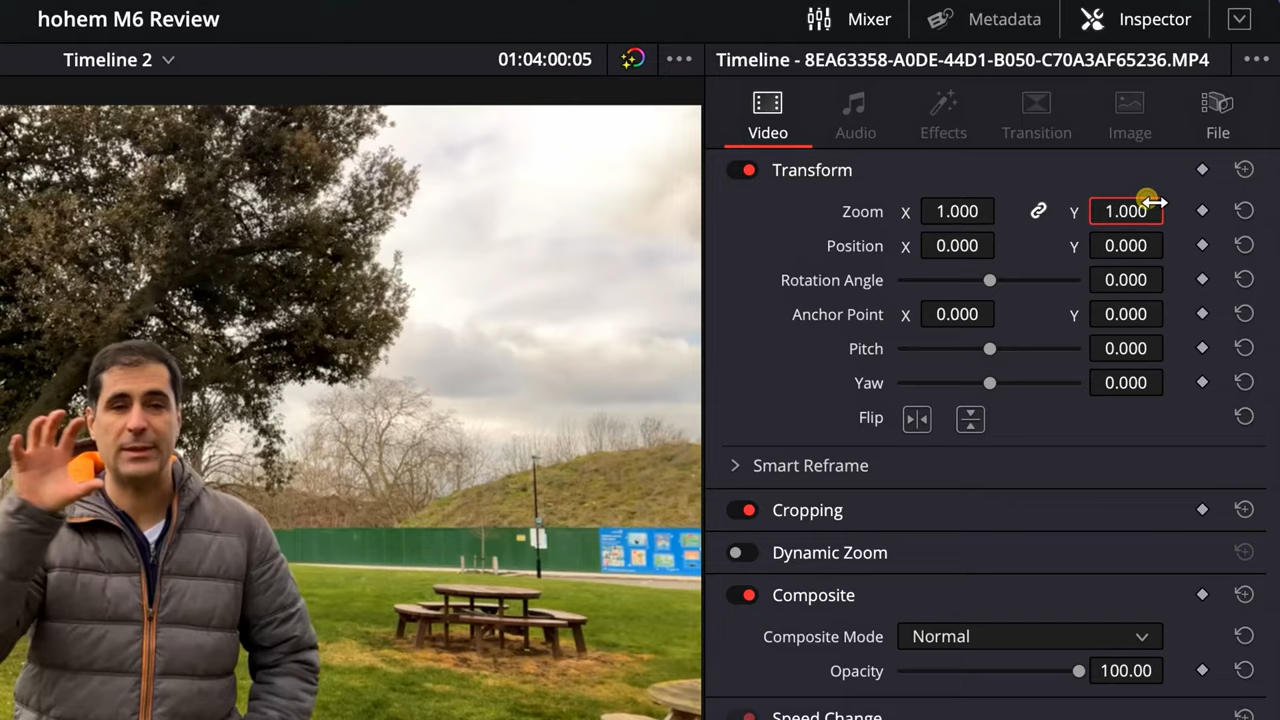 hohem M6 Review
Mixer
Metadata
Inspector
Timeline 2
01:04:00:05
Timeline - 8EA63358-A0DE-44D1-B050-C70A3AF65236.MP4
Video
Audio
Effects
Transition
Image
File
Transform
Zoom X 1.000 Y 1.000
Position X 0.000 Y 0.000
Rotation Angle 0.000
Anchor Point X 0.000 Y 0.000
Pitch 0.000
Yaw 0.000
Flip
Smart Reframe
Cropping
Dynamic Zoom
Composite
Composite Mode Normal
Opacity 100.00
Speed Change